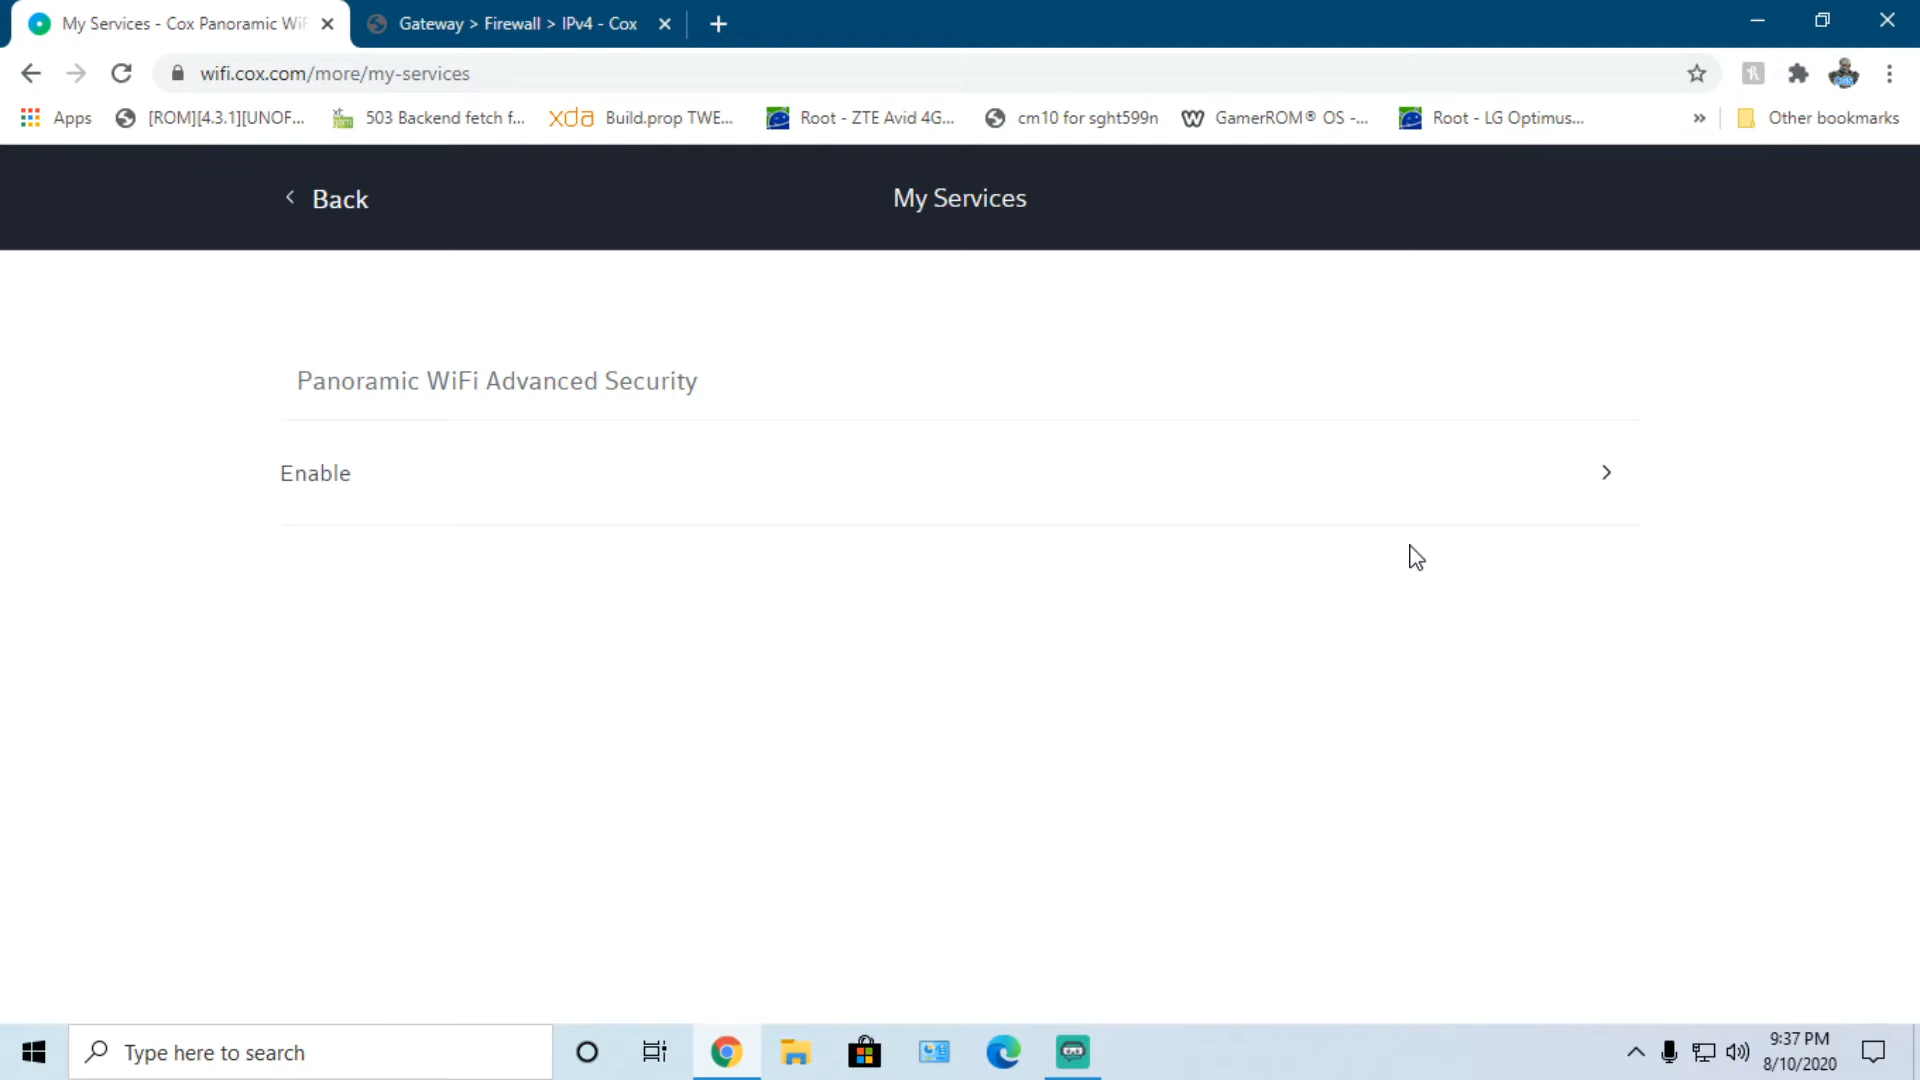 My Services - Cox Panoramic WiF
Gateway > Firewall > IPv4 - Cox
wifi.cox.com/more/my-services
Apps
[ROM][4.3.1][UNOF...
503 Backend fetch f...
xda Build.prop TWE...
Root - ZTE Avid 4G...
cm10 for sght599n
GamerROM® OS -...
Root - LG Optimus...
Other bookmarks
Back
My Services
Panoramic WiFi Advanced Security
Enable
Type here to search
9:37 PM
8/10/2020